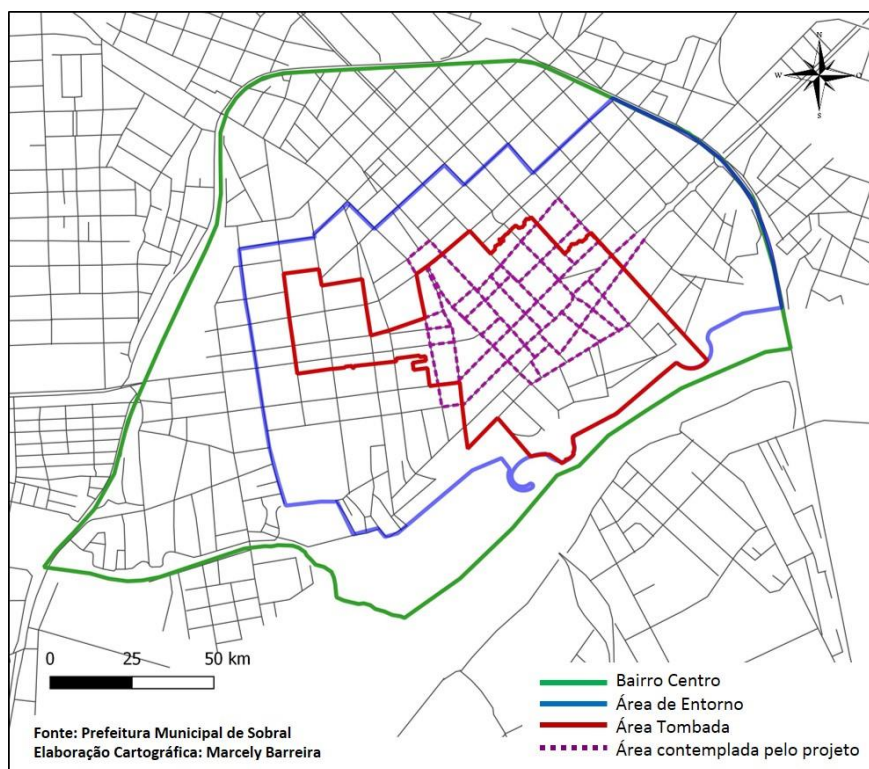 N
W O
S
0 25 50 km
Bairro Centro
Área de Entorno
Área Tombada
Área contemplada pelo projeto
Fonte: Prefeitura Municipal de Sobral
Elaboração Cartográfica: Marcely Barreira